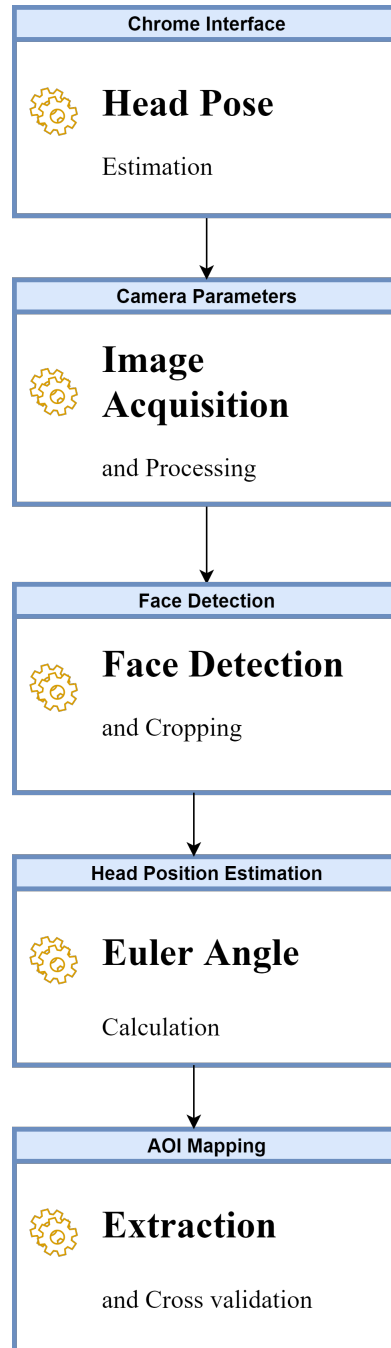 Chrome Interface
Head Pose
Estimation
Camera Parameters
Image
Acquisition
and Processing
Face Detection
Face Detection
and Cropping
Head Position Estimation
Euler Angle
Calculation
AOI Mapping
Extraction
and Cross validation